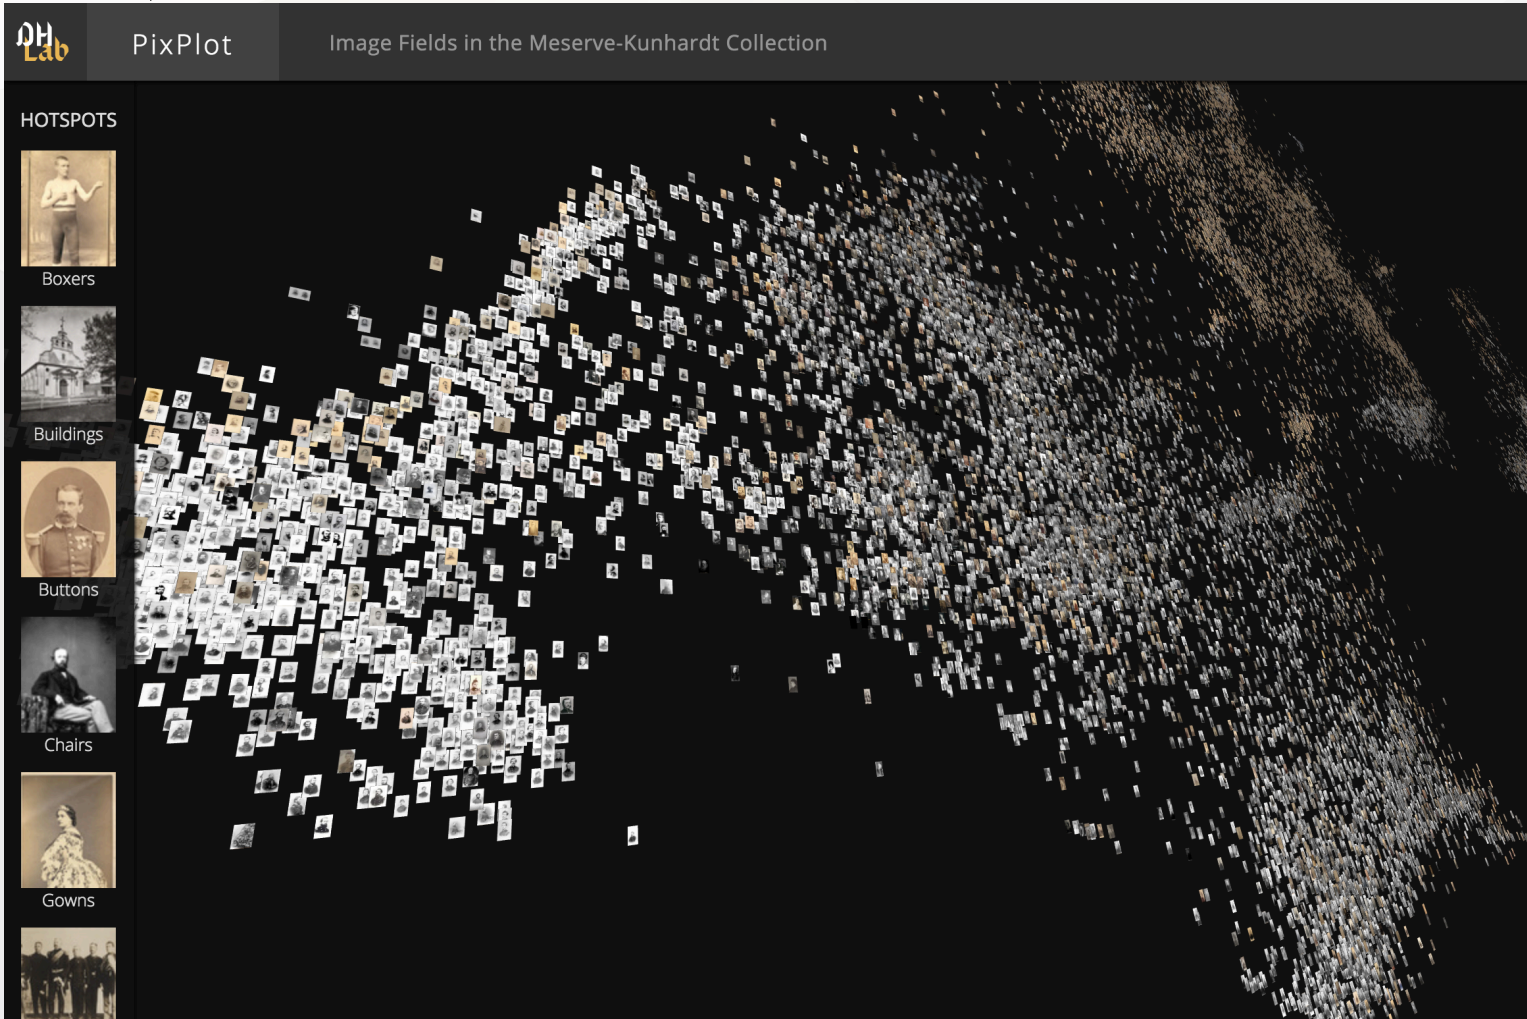 DH
Lab
PixPlot
Image Fields in the Meserve-Kunhardt Collection
HOTSPOTS
Boxers
Buildings
Buttons
Chairs
Gowns